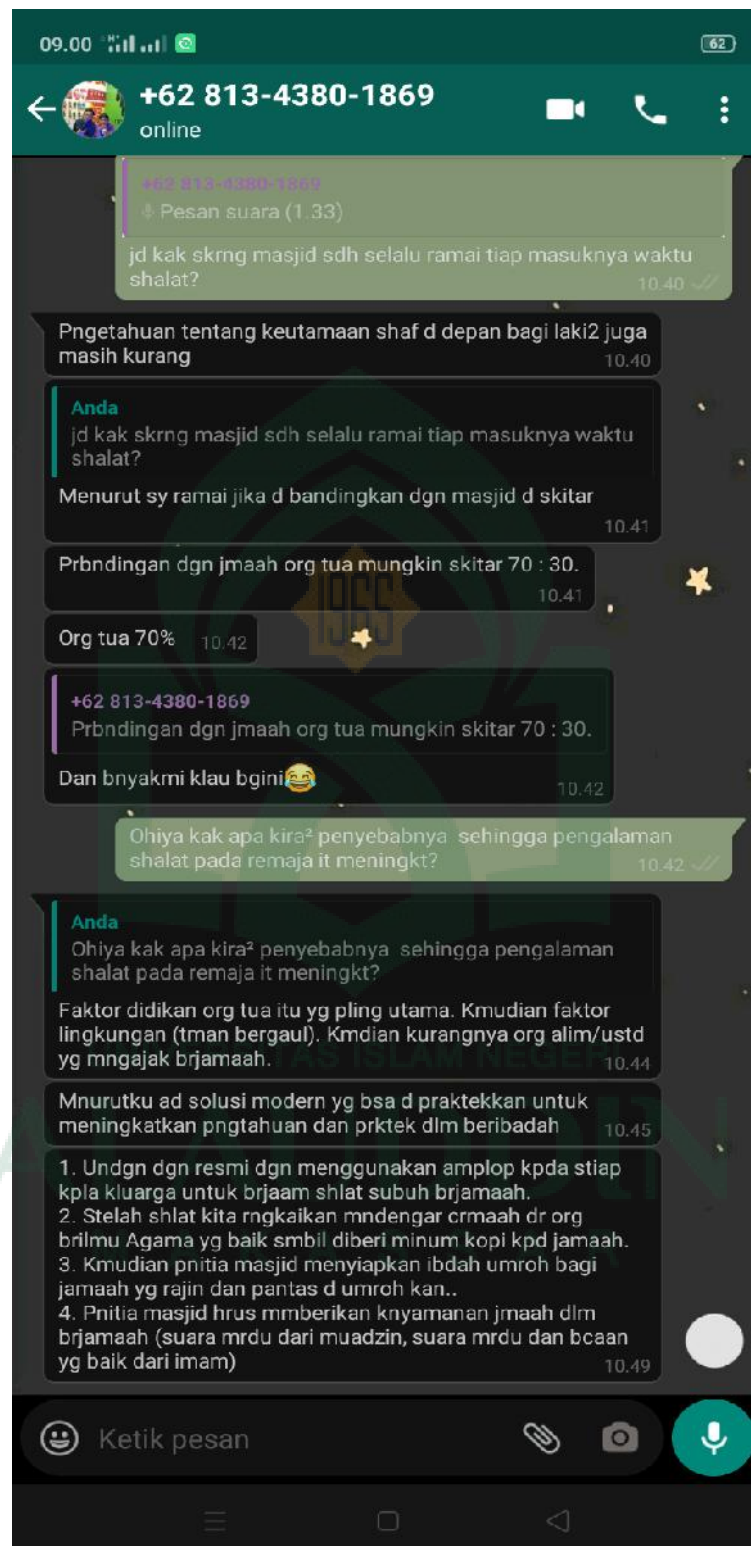 09.00
62
+62 813-4380-1869
online
+62 813-4380-1869
Pesan suara (1.33)
jd kak skrng masjid sdh selalu ramai tiap masuknya waktu
shalat?
10.40
Pngetahuan tentang keutamaan shaf d depan bagi laki2 juga
masih kurang
10.40
Anda
jd kak skrng masjid sdh selalu ramai tiap masuknya waktu
shalat?
Menurut sy ramai jika d bandingkan dgn masjid d skitar
10.41
Prbndingan dgn jmaah org tua mungkin skitar 70 : 30.
10.41
1965
Org tua 70% 10.42
+62 813-4380-1869
Prbndingan dgn jmaah org tua mungkin skitar 70 : 30.
Dan bnyakmi klau bgini😂
10.42
Ohiya kak apa kira² penyebabnya sehingga pengalaman
shalat pada remaja it meningkt?
10.42
Anda
Ohiya kak apa kira² penyebabnya sehingga pengalaman
shalat pada remaja it meningkt?
Faktor didikan org tua itu yg pling utama. Kmudian faktor
lingkungan (tman bergaul). Kmdian kurangnya org alim/ustd
yg mngajak brjamaah.
10.44
Mnurutku ad solusi modern yg bsa d praktekkan untuk
meningkatkan pngtahuan dan prktek dlm beribadah 10.45
1. Undgn dgn resmi dgn menggunakan amplop kpda stiap
kpla kluarga untuk brjaam shlat subuh brjamaah.
2. Stelah shlat kita rngkaikan mndengar crmaah dr org
brilmu Agama yg baik smbil diberi minum kopi kpd jamaah.
3. Kmudian pnitia masjid menyiapkan ibdah umroh bagi
jamaah yg rajin dan pantas d umroh kan..
4. Pnitia masjid hrus mmberikan knyamanan jmaah dlm
brjamaah (suara mrdu dari muadzin, suara mrdu dan bcaan
yg baik dari imam)
10.49
Ketik pesan